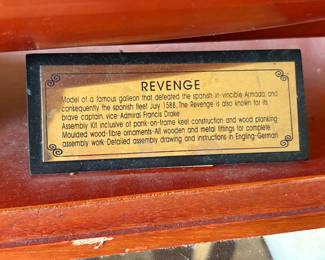 REVENGE
Model of a famous galleon that defeated the spanish in-vincible Armada and
consequently the spanish fleet July 1588. The Revenge is also known for its
brave captain, vice-Admiral Francis Drake
Assembly Kit inclusive of pank-on-frame keel construction and wood planking·
Moulded wood-fibre ornaments·All wooden and metal fittings for complete
assembly work·Detailed assembly drawing and instructions in Engling-German